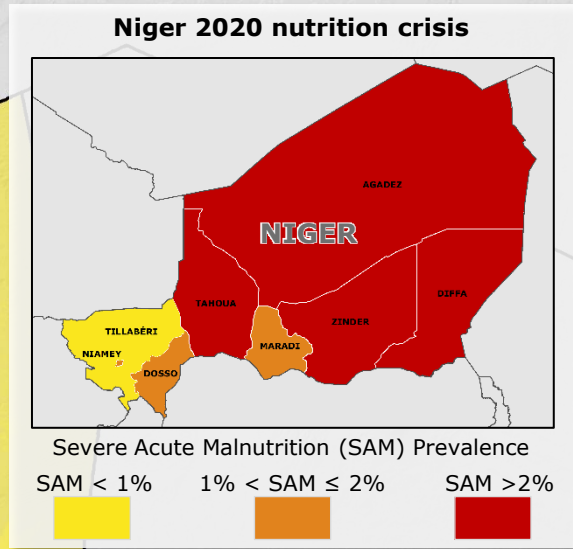 Niger 2020 nutrition crisis
AGADEZ
NIGER
DIFFA
TAHOUA
ZINDER
TILLABÉRI
MARADI
NIAMEY
DOSSO
Severe Acute Malnutrition (SAM) Prevalence
SAM < 1% 1% < SAM ≤ 2% SAM >2%